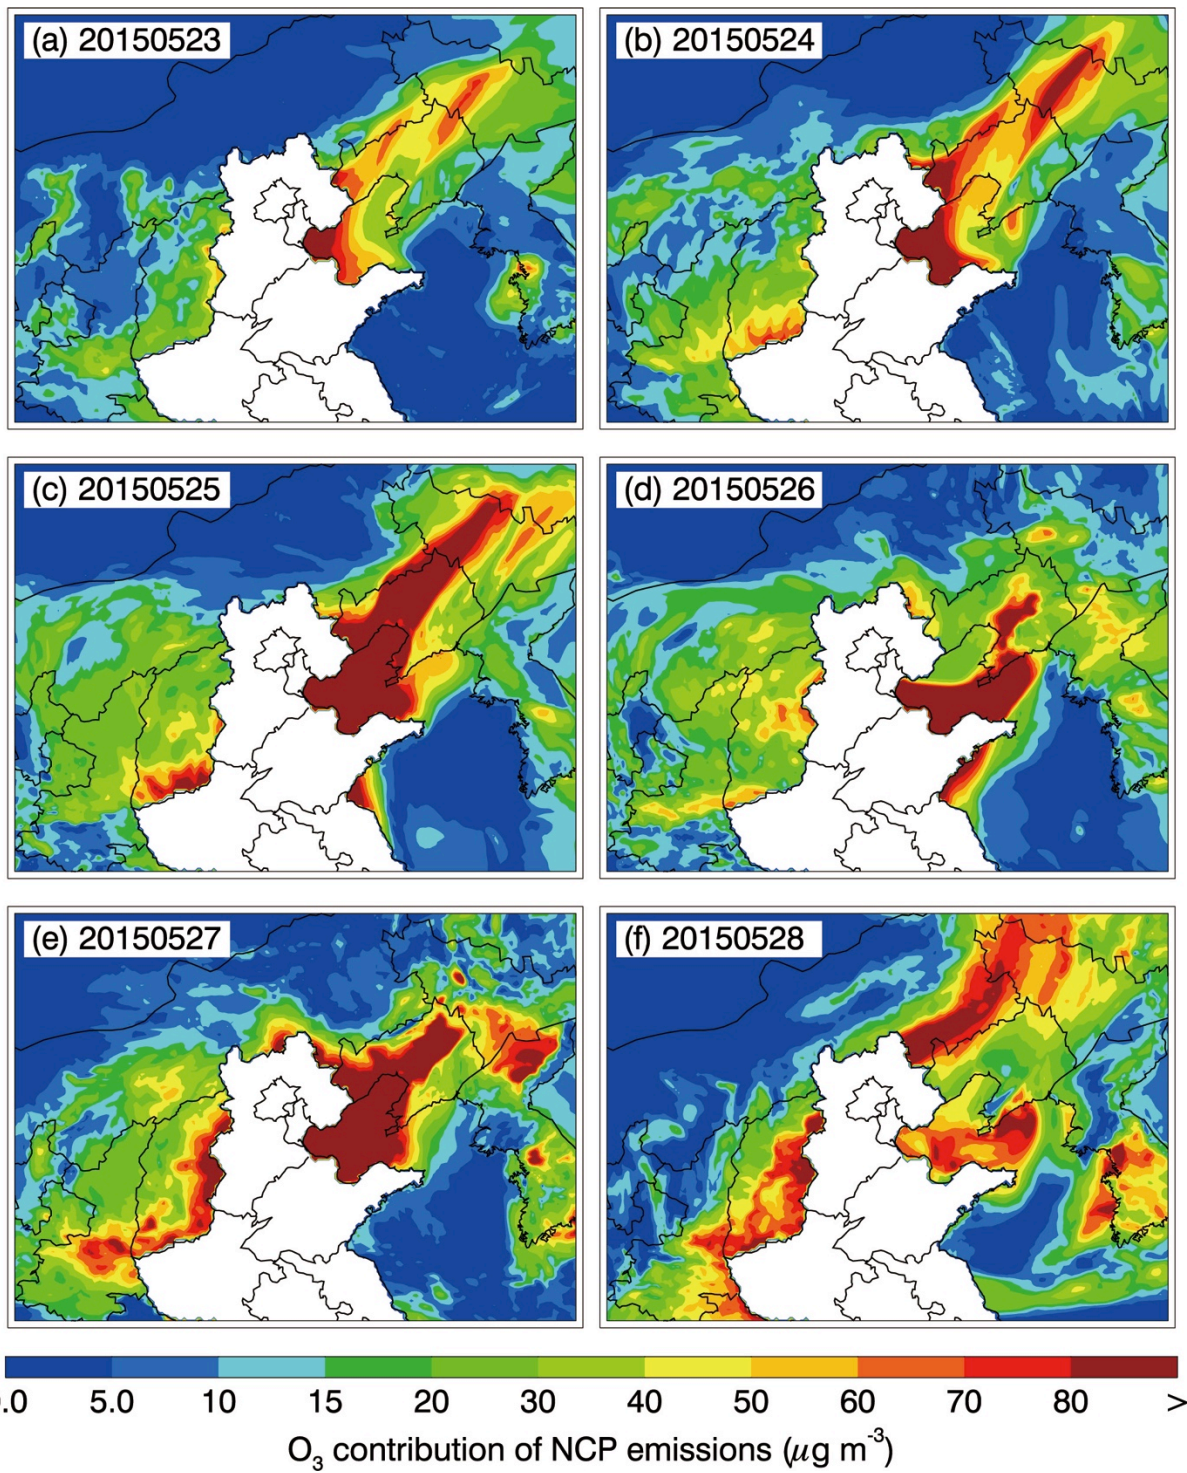 (a) 20150523
(b) 20150524
(c) 20150525
(d) 20150526
(e) 20150527
(f) 20150528
.0 5.0 10 15 20 30 40 50 60 70 80 >
O₃ contribution of NCP emissions (μg m⁻³)